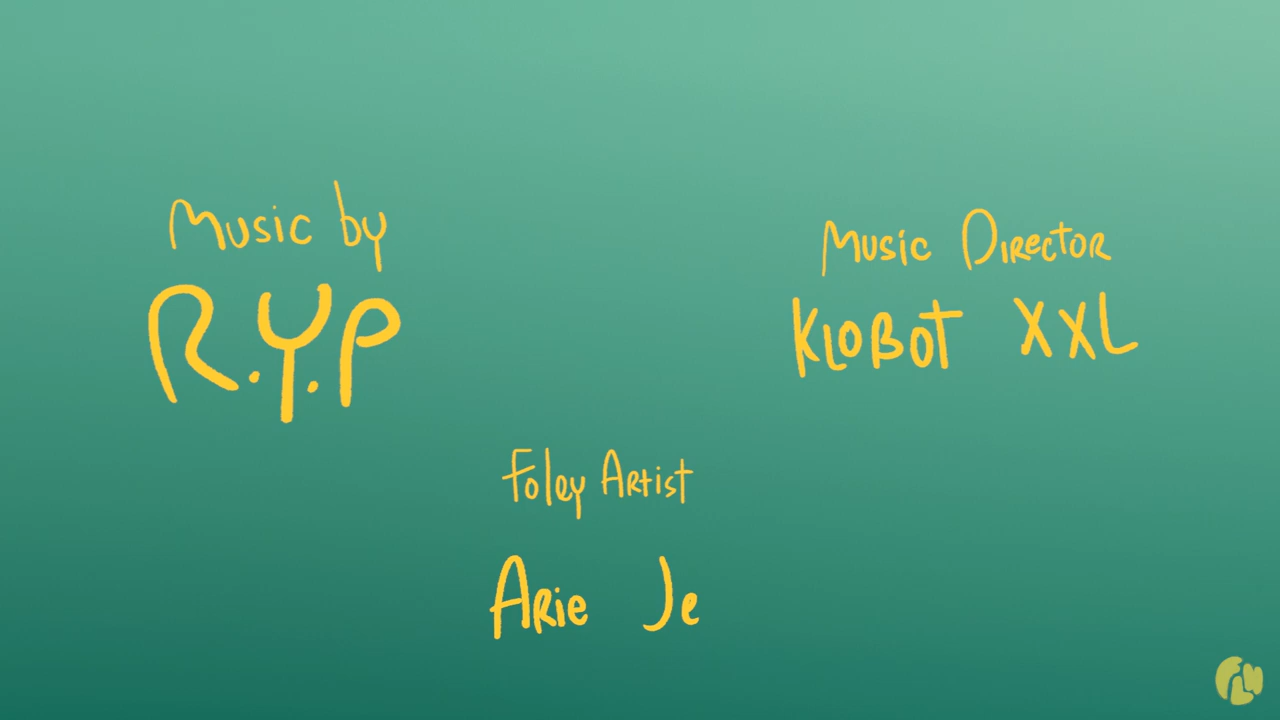 Music by
R.Y.P
Music Director
KLOBOT XXL
Foley Artist
Arie Je